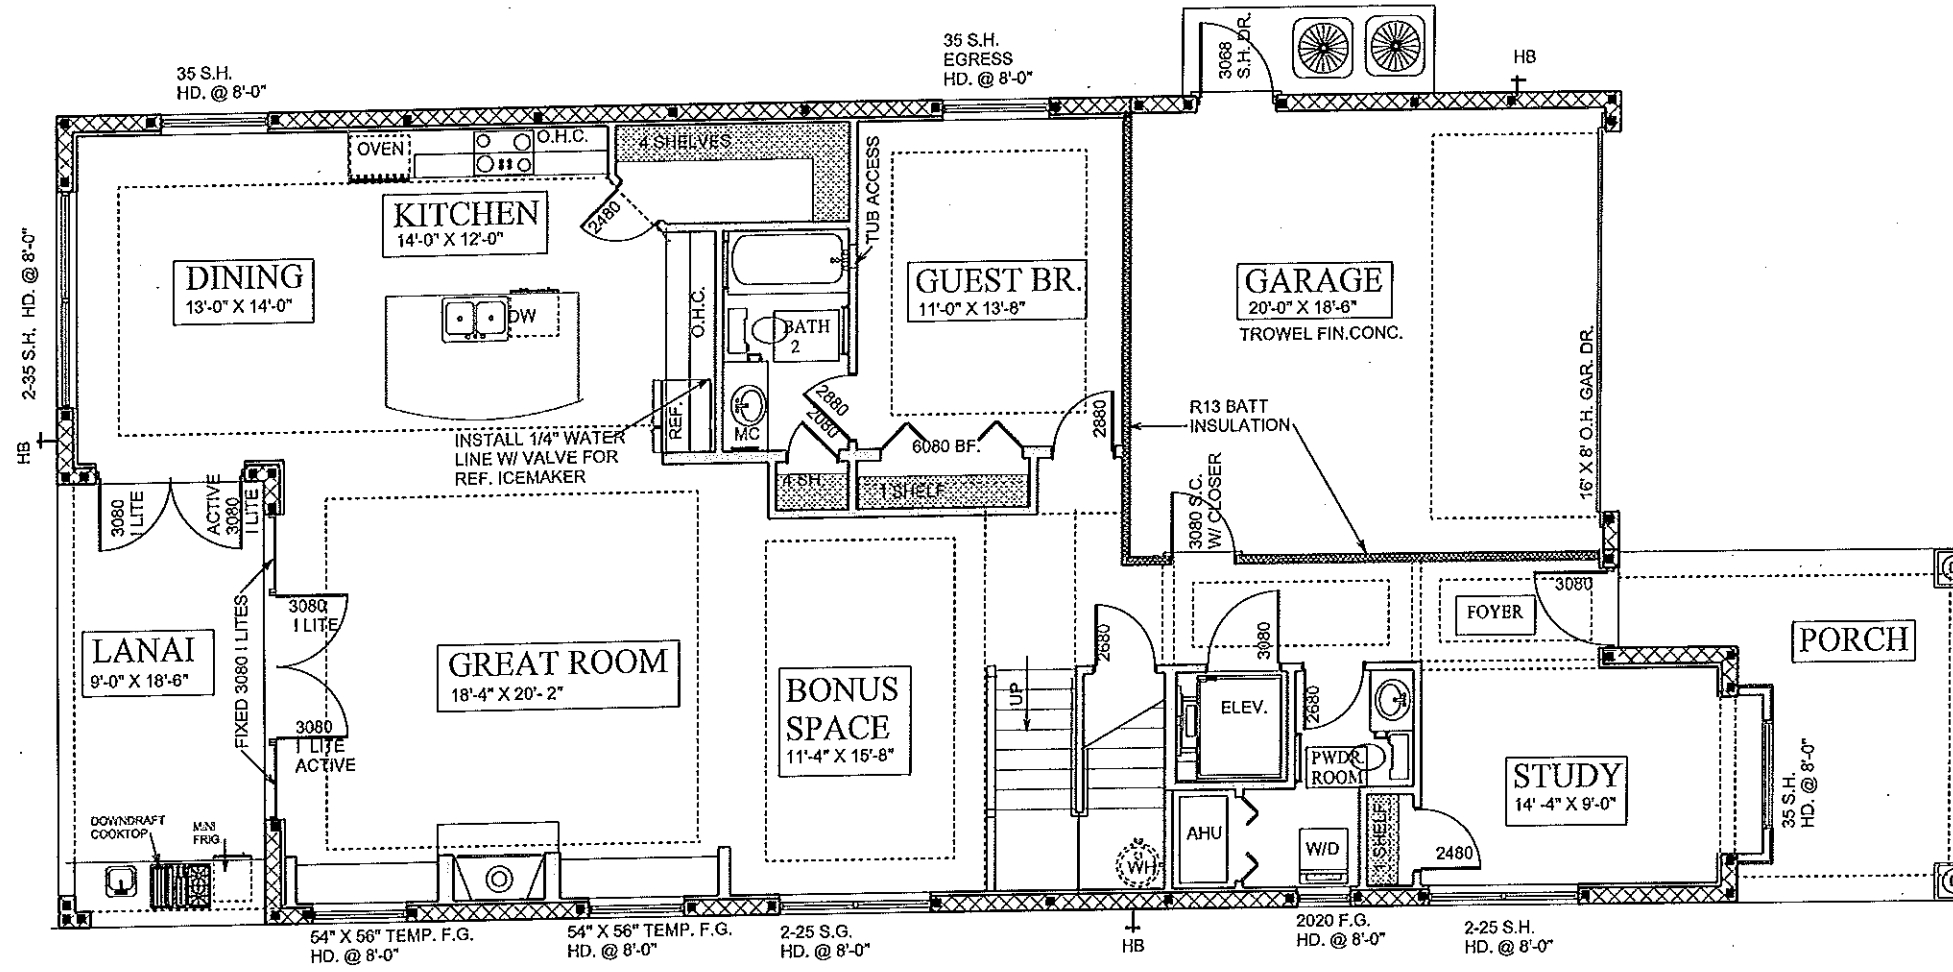 35 S.H.
HD. @ 8'-0"
35 S.H.
EGRESS
HD. @ 8'-0"
3068
S.H. DR.
HB
OVEN
O.H.C.
4 SHELVES
TUB ACCESS
KITCHEN
14'-0" X 12'-0"
2480
DINING
13'-0" X 14'-0"
2-35 S.H. HD. @ 8'-0"
HB
DW
O.H.C.
REF.
BATH
2
MC
2880
2080
GUEST BR.
11'-0" X 13'-8"
GARAGE
20'-0" X 18'-6"
TROWEL FIN.CONC.
16' X 8' O.H. GAR. DR.
INSTALL 1/4" WATER
LINE W/ VALVE FOR
REF. ICEMAKER
4 SH.
6080 BF.
1 SHELF
2880
R13 BATT
INSULATION
3080 S.C.
W/ CLOSER
3080
I LITE
ACTIVE
3080
I LITE
FIXED 3080 I LITES
3080
I LITE
3080
I LITE
ACTIVE
LANAI
9'-0" X 18'-6"
GREAT ROOM
18'-4" X 20'- 2"
BONUS
SPACE
11'-4" X 15'-8"
UP
2680
3080
ELEV.
2680
PWDR.
ROOM
FOYER
3080
PORCH
STUDY
14' -4" X 9'-0"
35 S.H.
HD. @ 8'-0"
DOWNDRAFT
COOKTOP
MINI
FRIG
WH
AHU
W/D
1 SHELF
2480
54" X 56" TEMP. F.G.
HD. @ 8'-0"
54" X 56" TEMP. F.G.
HD. @ 8'-0"
2-25 S.G.
HD. @ 8'-0"
HB
2020 F.G.
HD. @ 8'-0"
2-25 S.H.
HD. @ 8'-0"